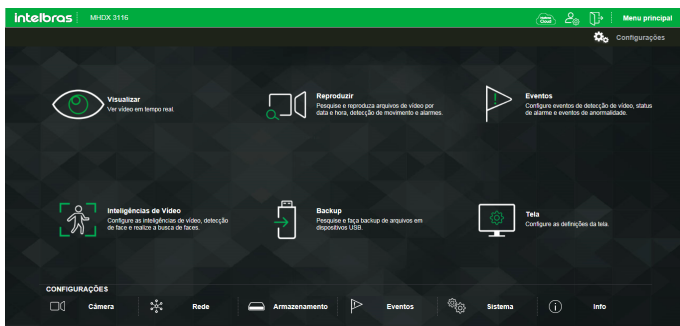 intelbras MHDX 3116 Intelbras Cloud Menu principal
Configurações
Visualizar
Ver vídeo em tempo real.
Reproduzir
Pesquise e reproduza arquivos de vídeo por
data e hora, detecção de movimento e alarmes.
Eventos
Configure eventos de detecção de vídeo, status
de alarme e eventos de anormalidade.
Inteligências de Vídeo
Configure as inteligências de vídeo, detecção
de face e realize a busca de faces.
Backup
Pesquise e faça backup de arquivos em
dispositivos USB.
Tela
Configure as definições da tela.
CONFIGURAÇÕES
Câmera Rede Armazenamento Eventos Sistema Info